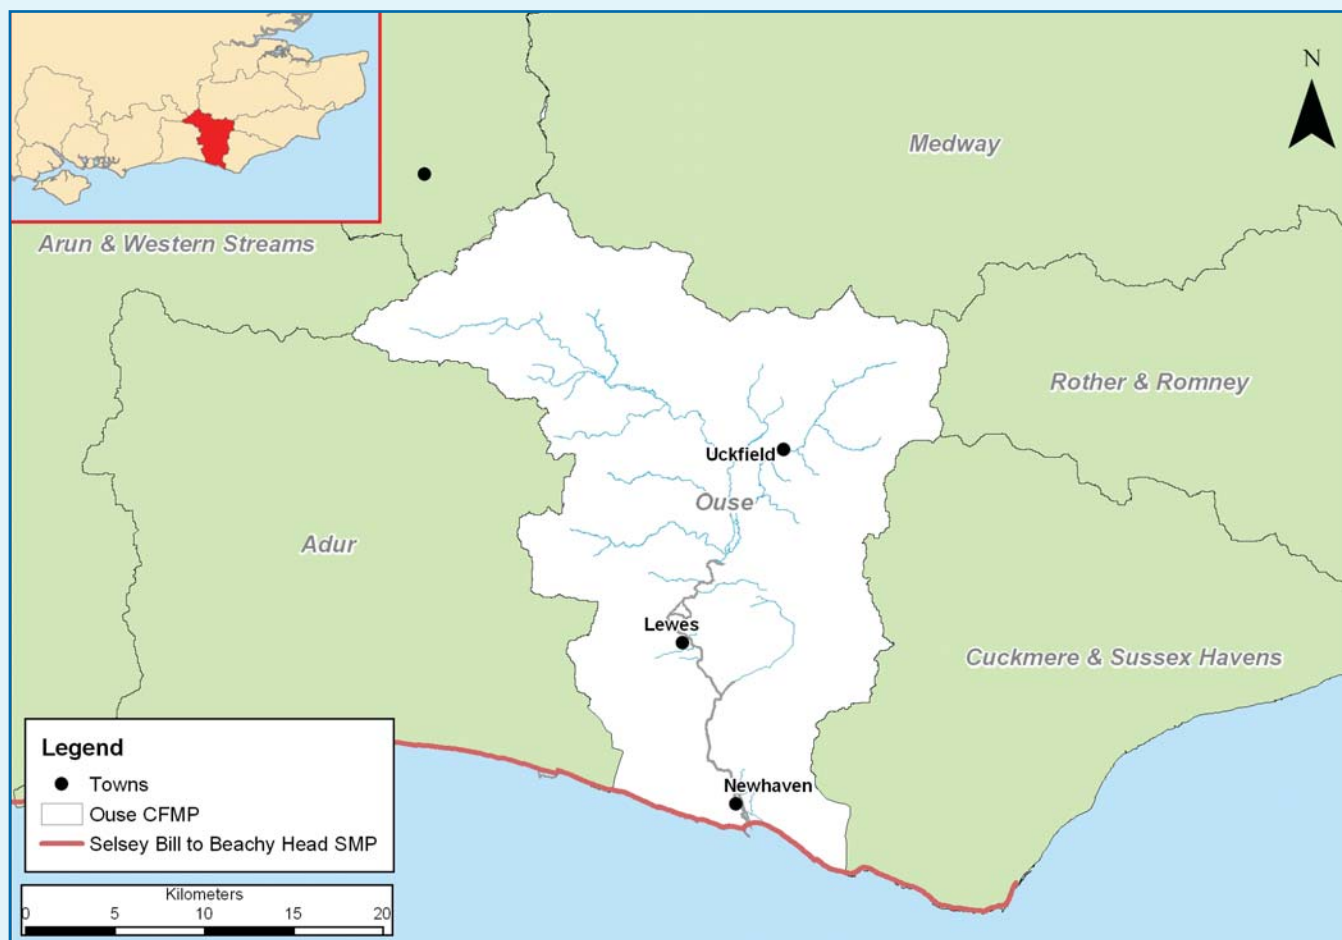 N
Medway
Arun & Western Streams
Rother & Romney
Uckfield
Ouse
Adur
Lewes
Cuckmere & Sussex Havens
Newhaven
Legend
Towns
Ouse CFMP
Selsey Bill to Beachy Head SMP
Kilometers
0 5 10 15 20